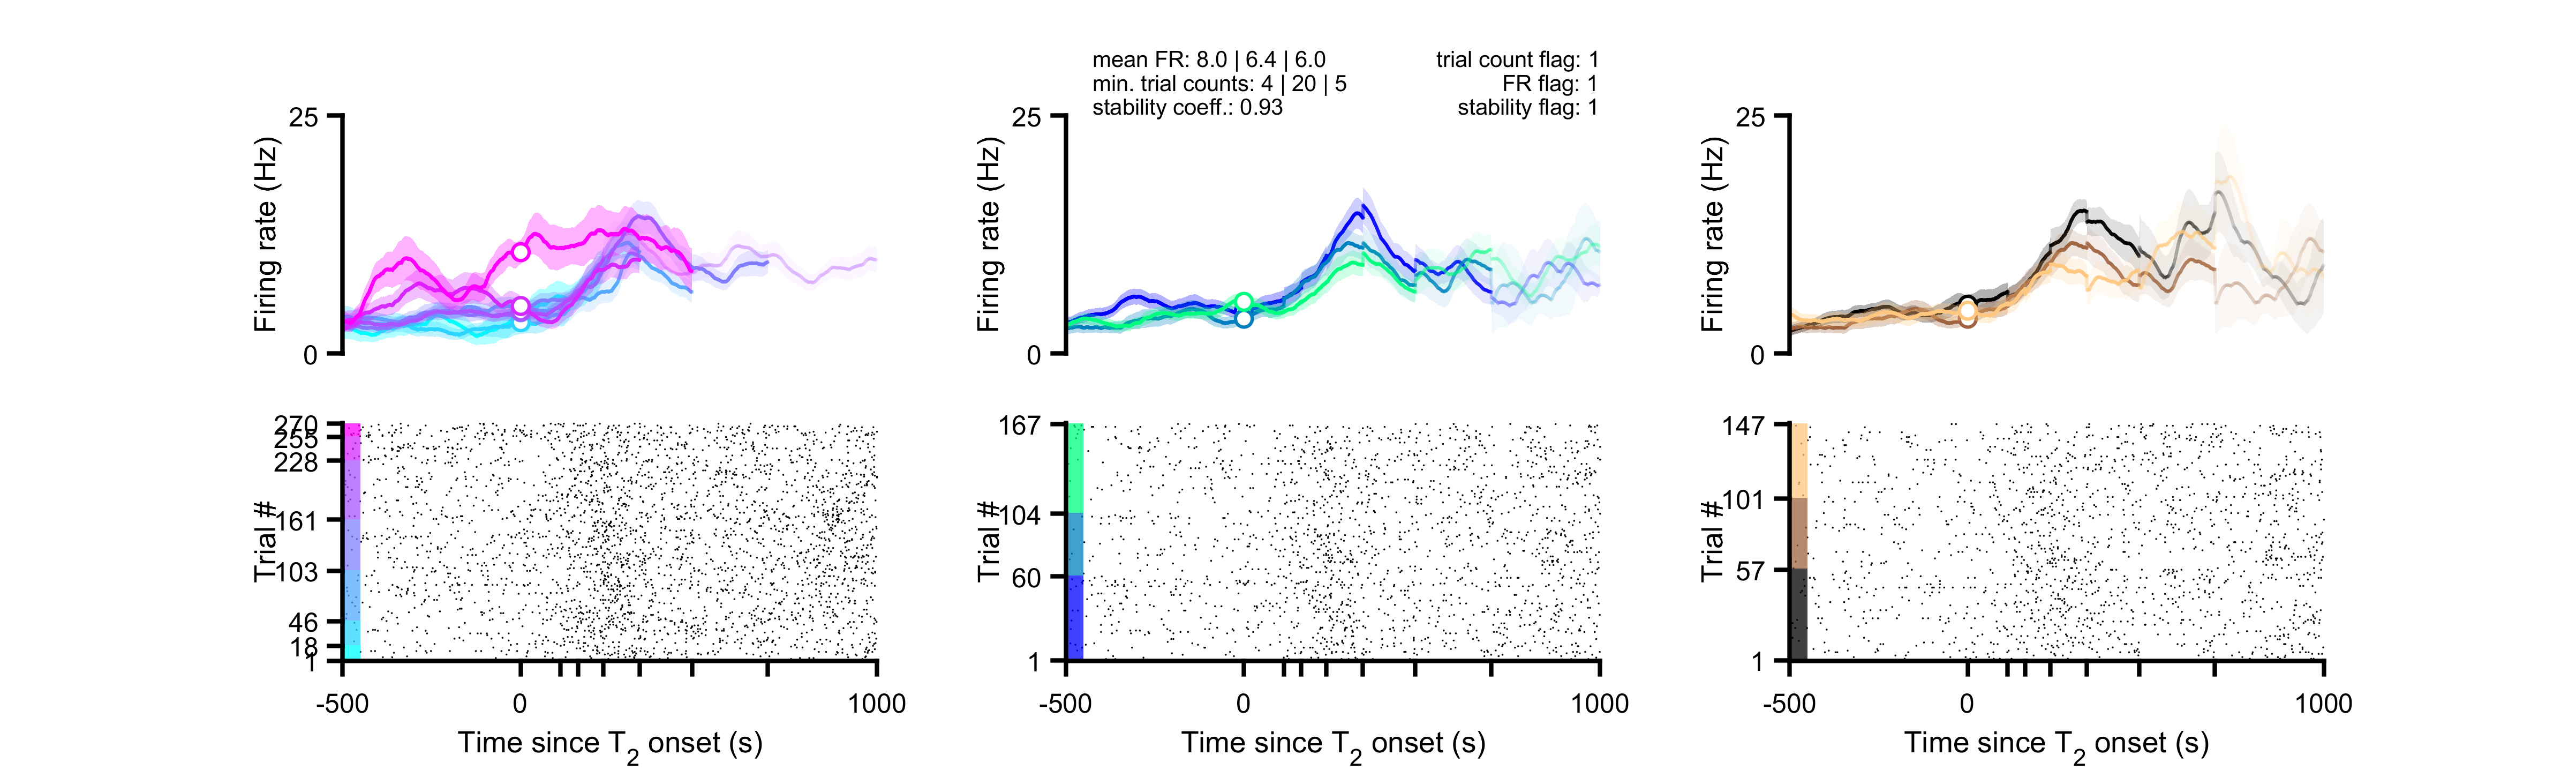 mean FR: 8.0 | 6.4 | 6.0
min. trial counts: 4 | 20 | 5
stability coeff.: 0.93
trial count flag: 1
FR flag: 1
stability flag: 1
25
0
Firing rate (Hz)
25
0
Firing rate (Hz)
25
0
Firing rate (Hz)
270
255
228
161
103
46
18
1
Trial #
-500
0
1000
Time since T2 onset (s)
167
104
60
1
Trial #
-500
0
1000
Time since T2 onset (s)
147
101
57
1
Trial #
-500
0
1000
Time since T2 onset (s)